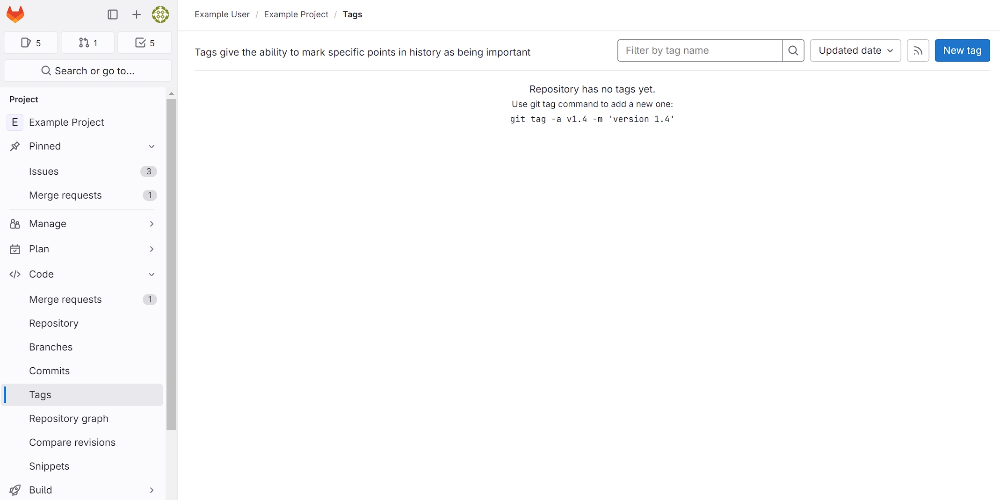 Example User / Example Project / Tags
5 1 5
Search or go to...
Project
E Example Project
Pinned
Issues 3
Merge requests 1
Manage
Plan
Code
Merge requests 1
Repository
Branches
Commits
Tags
Repository graph
Compare revisions
Snippets
Build
Tags give the ability to mark specific points in history as being important
Filter by tag name
Updated date
New tag
Repository has no tags yet.
Use git tag command to add a new one:
git tag -a v1.4 -m 'version 1.4'